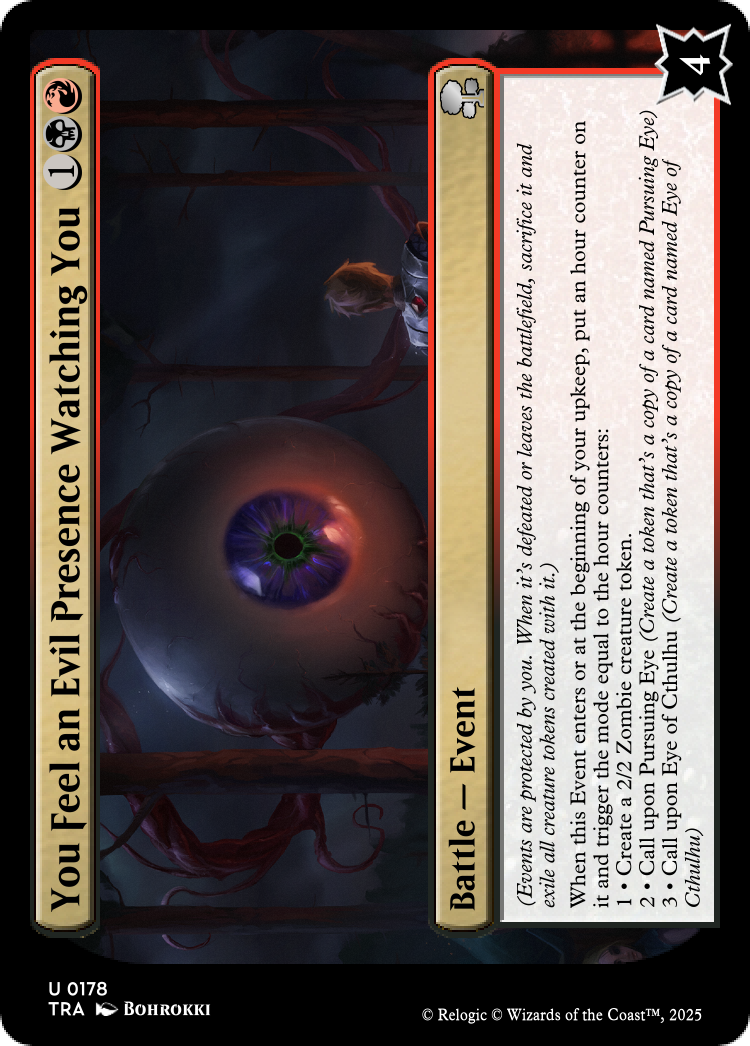 You Feel an Evil Presence Watching You 1
Battle — Event
4
(Events are protected by you. When it's defeated or leaves the battlefield, sacrifice it and
exile all creature tokens created with it.)
When this Event enters or at the beginning of your upkeep, put an hour counter on
it and trigger the mode equal to the hour counters:
1 • Create a 2/2 Zombie creature token.
2 • Call upon Pursuing Eye (Create a token that's a copy of a card named Pursuing Eye)
3 • Call upon Eye of Cthulhu (Create a token that's a copy of a card named Eye of
Cthulhu)
U 0178
TRA BOHROKKI
© Relogic © Wizards of the Coast™, 2025